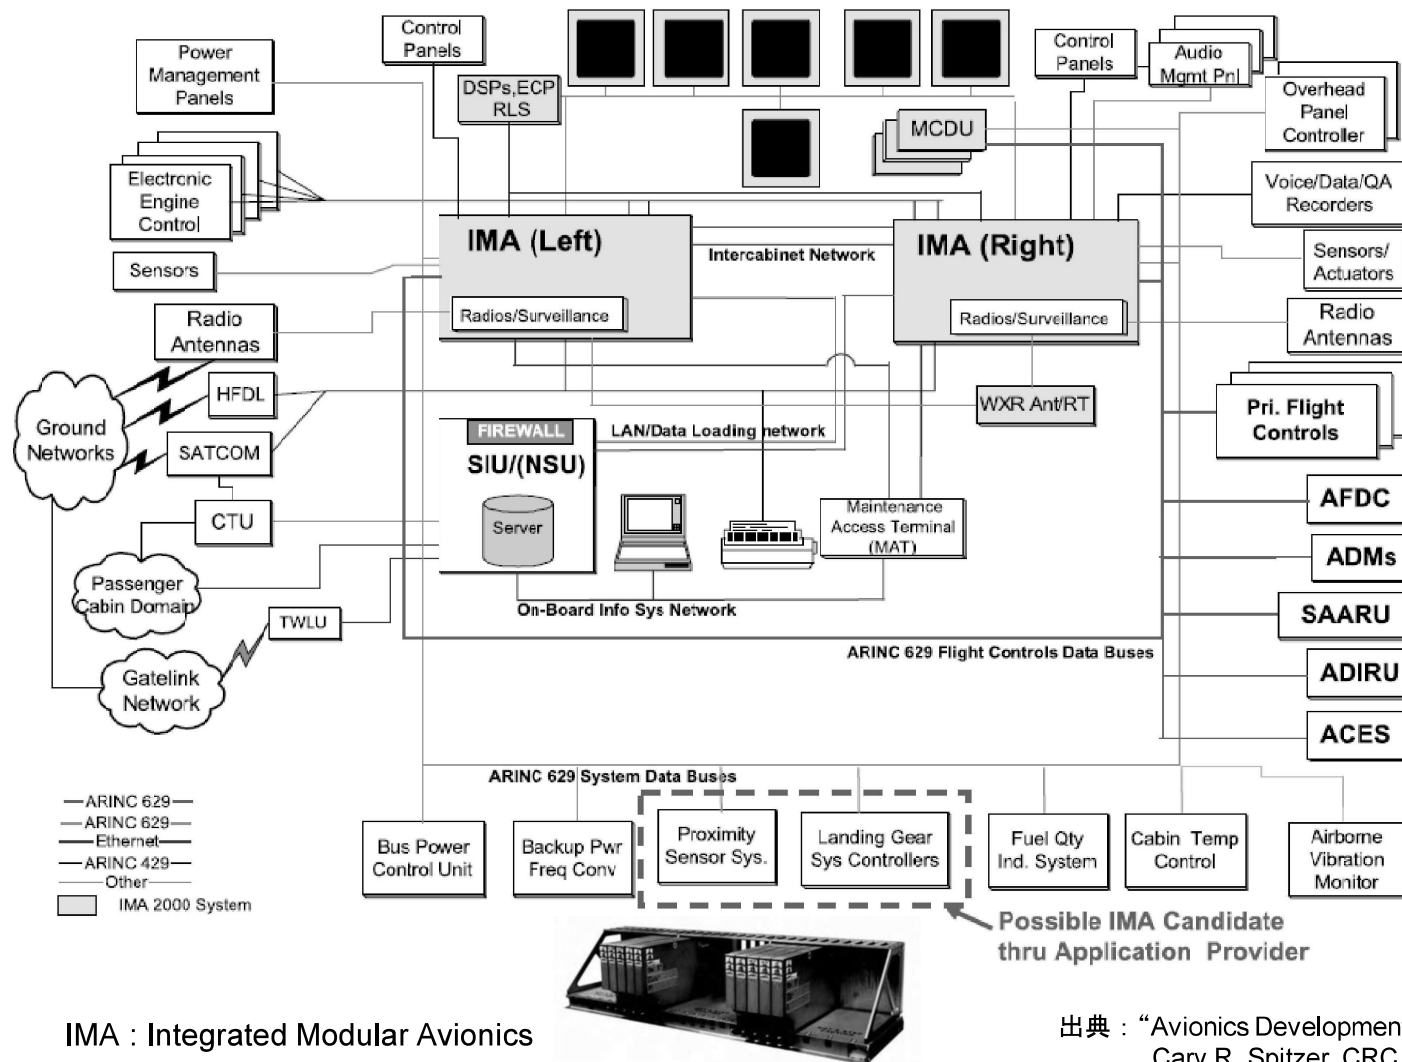 Power
Management
Panels
Control
Panels
DSPs,ECP
RLS
MCDU
Control
Panels
Audio
Mgmt Pnl
Overhead
Panel
Controller
Electronic
Engine
Control
Voice/Data/QA
Recorders
IMA (Left)
Intercabinet Network
IMA (Right)
Sensors
Sensors/
Actuators
Radios/Surveillance
Radios/Surveillance
Radio
Antennas
Radio
Antennas
HFDL
WXR Ant/RT
Pri. Flight
Controls
Ground
Networks
SATCOM
FIREWALL
LAN/Data Loading network
SIU/(NSU)
Server
CTU
Maintenance
Access Terminal
(MAT)
AFDC
ADMs
Passenger
Cabin Domain
On-Board Info Sys Network
TWLU
SAARU
ARINC 629 Flight Controls Data Buses
Gatelink
Network
ADIRU
ACES
ARINC 629 System Data Buses
ARINC 629
ARINC 629
Ethernet
ARINC 429
Other
IMA 2000 System
Bus Power
Control Unit
Backup Pwr
Freq Conv
Proximity
Sensor Sys.
Landing Gear
Sys Controllers
Fuel Qty
Ind. System
Cabin Temp
Control
Airborne
Vibration
Monitor
Possible IMA Candidate
thru Application Provider
IMA : Integrated Modular Avionics
出典 : “Avionics Development
Cary R. Spitzer, CRC